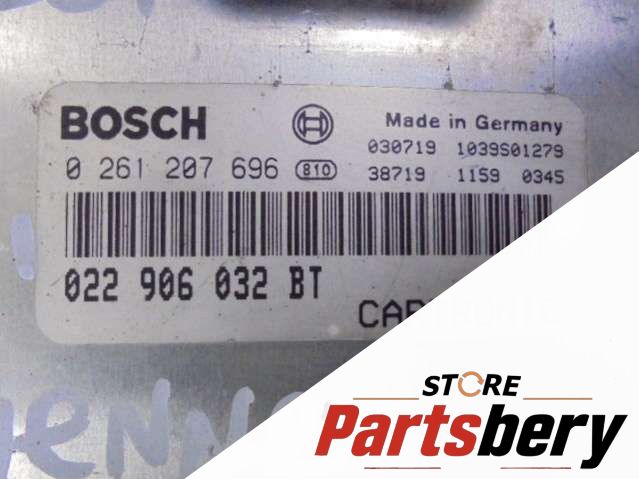 BOSCH
Made in Germany
030719 1039S01279
0 261 207 696 810
38719 1159 0345
022 906 032 BT
STORE
Partsbery